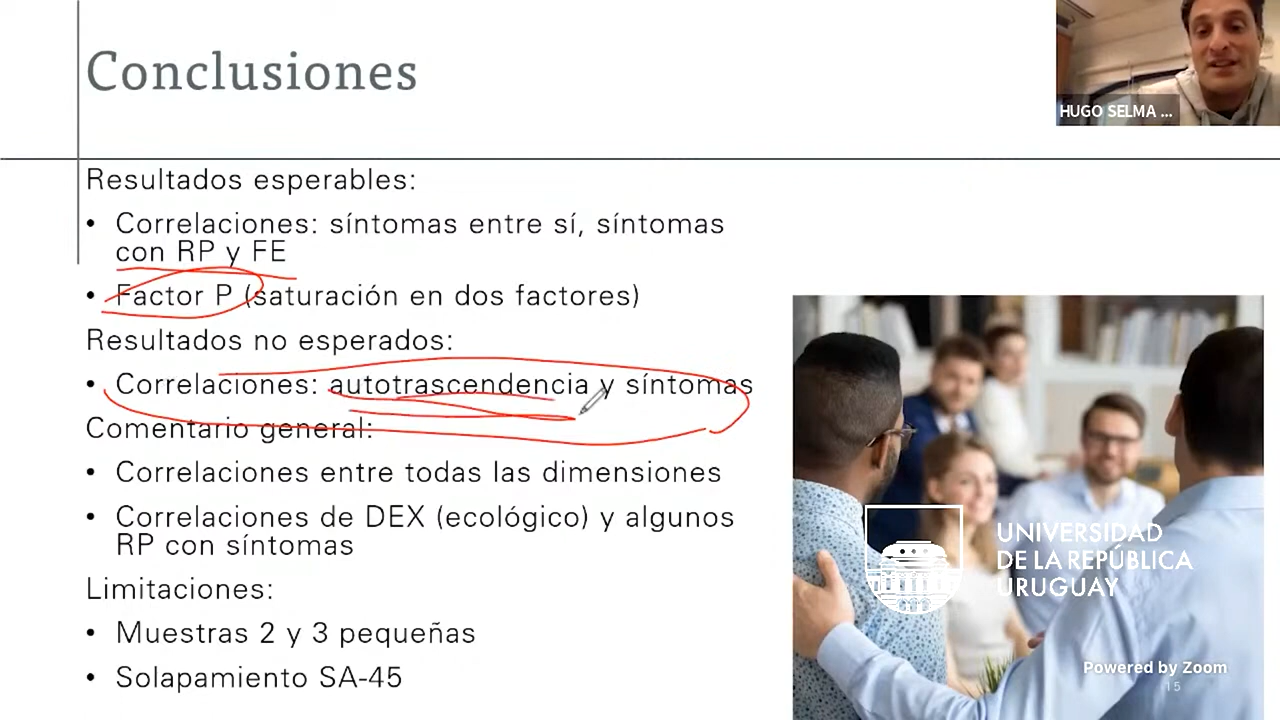 Conclusiones
HUGO SELMA ...
Resultados esperables:
• Correlaciones: síntomas entre sí, síntomas
con RP y FE
• Factor P (saturación en dos factores)
Resultados no esperados:
• Correlaciones: autotrascendencia y síntomas
Comentario general:
• Correlaciones entre todas las dimensiones
• Correlaciones de DEX (ecológico) y algunos
RP con síntomas
Limitaciones:
• Muestras 2 y 3 pequeñas
• Solapamiento SA-45
UNIVERSIDAD
DE LA REPÚBLICA
URUGUAY
Powered by Zoom
15